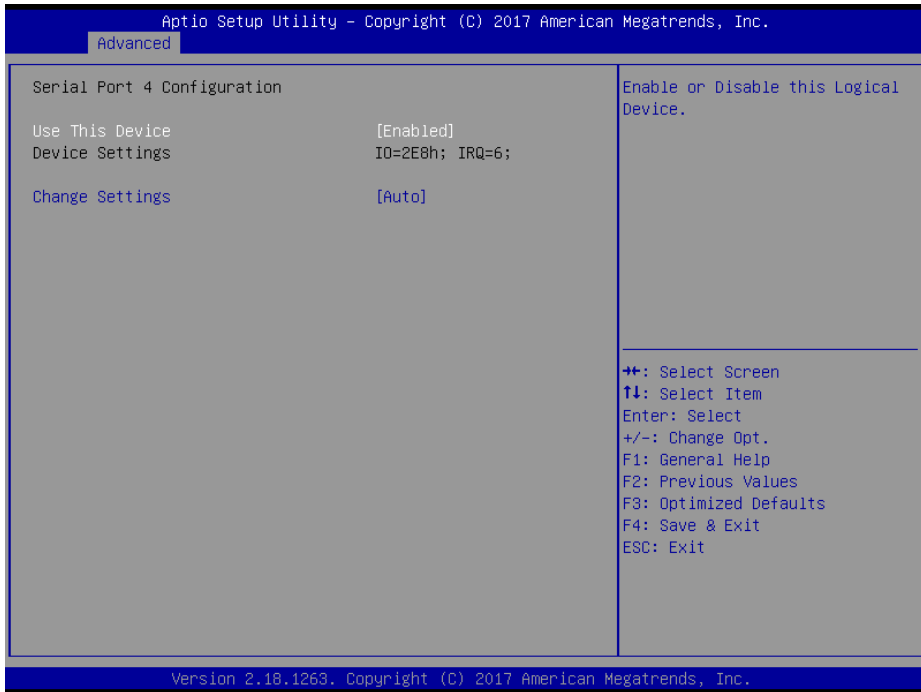 Aptio Setup Utility – Copyright (C) 2017 American Megatrends, Inc.
Advanced
Serial Port 4 Configuration
Use This Device [Enabled]
Device Settings IO=2E8h; IRQ=6;
Change Settings [Auto]
Enable or Disable this Logical
Device.
→←: Select Screen
↑↓: Select Item
Enter: Select
+/-: Change Opt.
F1: General Help
F2: Previous Values
F3: Optimized Defaults
F4: Save & Exit
ESC: Exit
Version 2.18.1263. Copyright (C) 2017 American Megatrends, Inc.